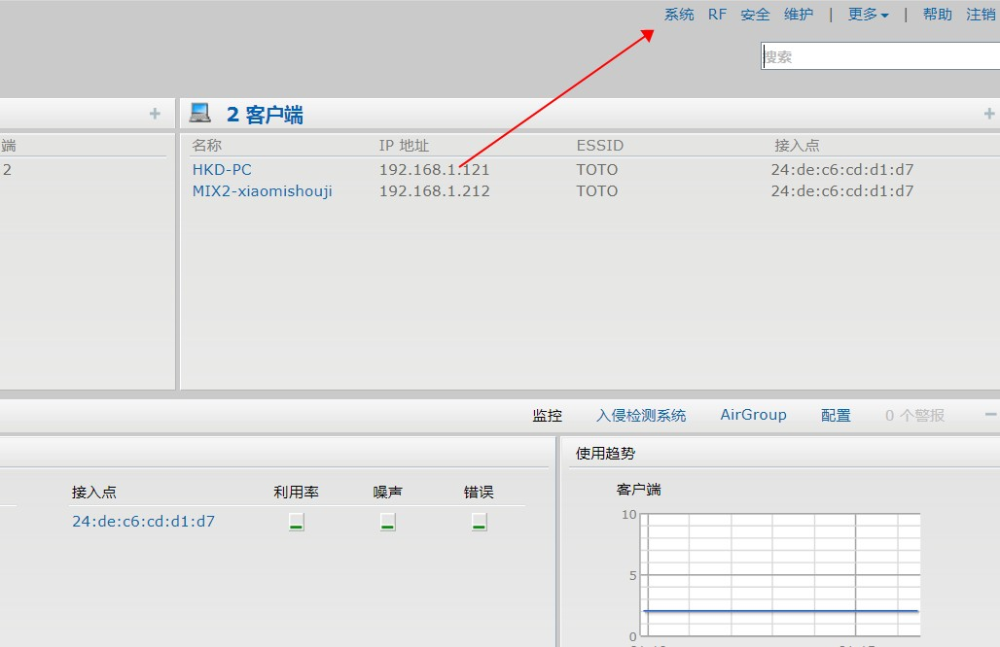 系统 RF 安全 维护 | 更多 | 帮助 注销
搜索
+ 2 客户端 +
端 名称 IP 地址 ESSID 接入点
2 HKD-PC 192.168.1.121 TOTO 24:de:c6:cd:d1:d7
MIX2-xiaomishouji 192.168.1.212 TOTO 24:de:c6:cd:d1:d7
监控 入侵检测系统 AirGroup 配置 0 个警报
使用趋势
接入点 利用率 噪声 错误
24:de:c6:cd:d1:d7
客户端
10
5
0